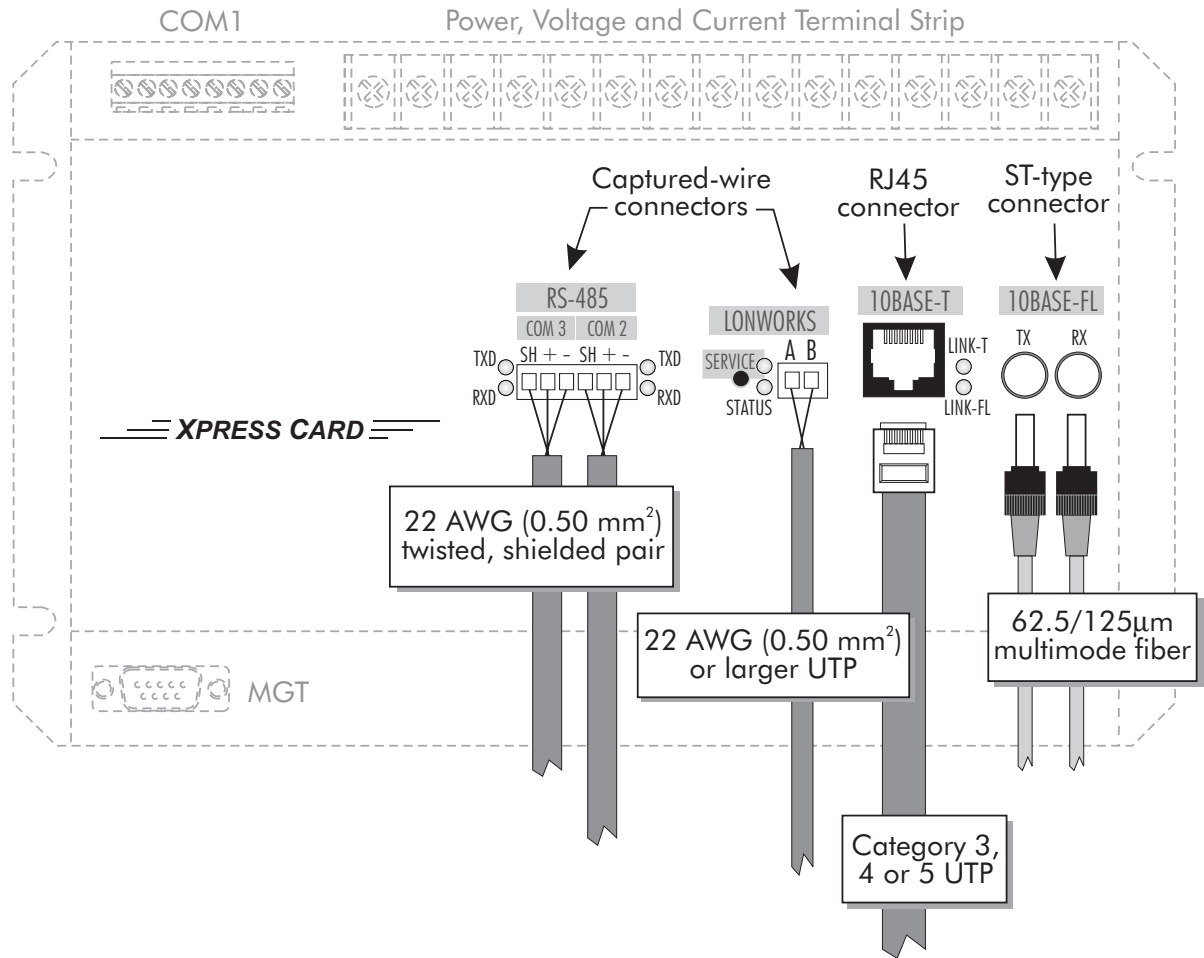 COM1
Power, Voltage and Current Terminal Strip
Captured-wire
connectors
RJ45
connector
ST-type
connector
RS-485
COM 3 COM 2
SH + - SH + -
TXD
RXD
TXD
RXD
LONWORKS
A B
SERVICE
STATUS
10BASE-T
LINK-T
LINK-FL
10BASE-FL
TX RX
XPRESS CARD
22 AWG (0.50 mm²)
twisted, shielded pair
22 AWG (0.50 mm²)
or larger UTP
62.5/125µm
multimode fiber
MGT
Category 3,
4 or 5 UTP